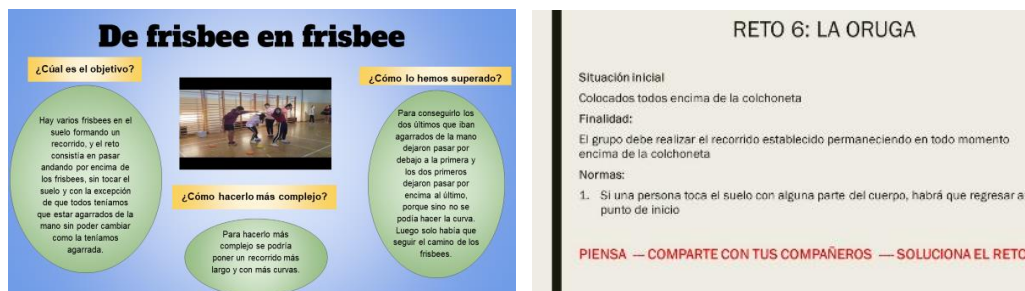 De frisbee en frisbee
¿Cúal es el objetivo?
Hay varios frisbees en el
suelo formando un
recorrido, y el reto
consistía en pasar
andando por encima de
los frisbees, sin tocar el
suelo y con la excepción
de que todos teníamos
que estar agarrados de la
mano sin poder cambiar
como la teníamos
agarrada.
¿Cómo hacerlo más complejo?
Para hacerlo más
complejo se podría
poner un recorrido más
largo y con más curvas.
¿Cómo lo hemos superado?
Para conseguirlo los
dos últimos que iban
agarrados de la mano
dejaron pasar por
debajo a la primera y
los dos primeros
dejaron pasar por
encima al último,
porque sino no se
podía hacer la curva.
Luego solo había que
seguir el camino de los
frisbees.
RETO 6: LA ORUGA
Situación inicial
Colocados todos encima de la colchoneta
Finalidad:
El grupo debe realizar el recorrido establecido permaneciendo en todo momento
encima de la colchoneta
Normas:
1. Si una persona toca el suelo con alguna parte del cuerpo, habrá que regresar a
punto de inicio
PIENSA — COMPARTE CON TUS COMPAÑEROS — SOLUCIONA EL RETO